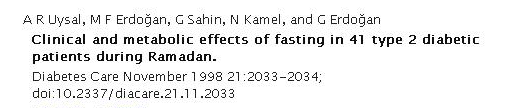 A R Uysal, M F Erdoğan, G Sahin, N Kamel, and G Erdoğan
Clinical and metabolic effects of fasting in 41 type 2 diabetic
patients during Ramadan.
Diabetes Care November 1998 21:2033-2034;
doi:10.2337/diacare.21.11.2033